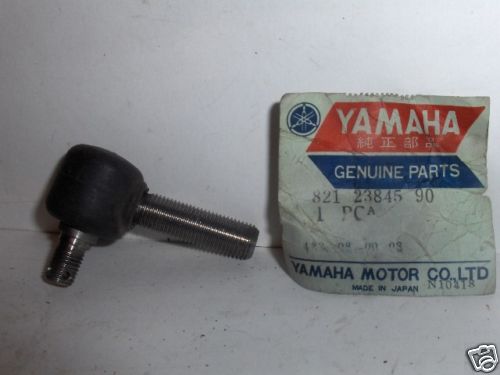 YAMAHA
純正部品
GENUINE PARTS
821 23845 90
1 PCA
YAMAHA MOTOR CO., LTD
MADE IN JAPAN N10418